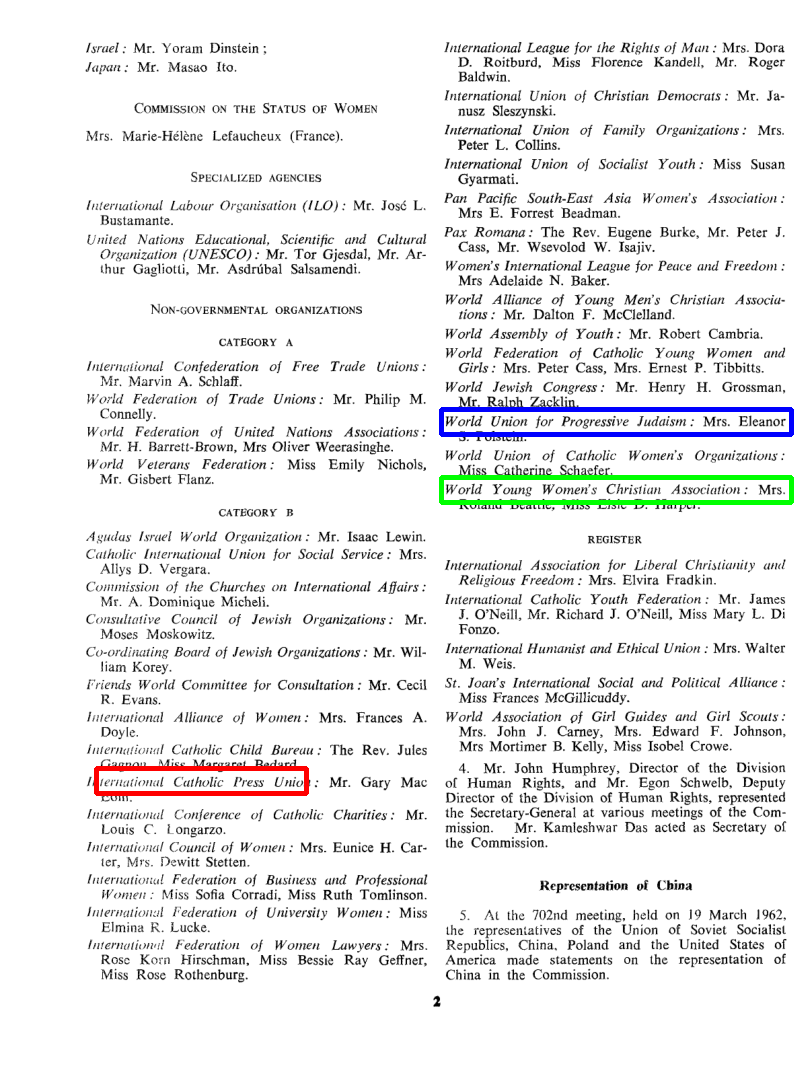 Israel: Mr. Yoram Dinstein;
Japan: Mr. Masao Ito.
COMMISSION ON THE STATUS OF WOMEN
Mrs. Marie-Hélène Lefaucheux (France).
SPECIALIZED AGENCIES
International Labour Organisation (ILO): Mr. José L.
Bustamante.
United Nations Educational, Scientific and Cultural
Organization (UNESCO): Mr. Tor Gjesdal, Mr. Ar-
thur Gagliotti, Mr. Asdrúbal Salsamendi.
NON-GOVERNMENTAL ORGANIZATIONS
CATEGORY A
International Confederation of Free Trade Unions:
Mr. Marvin A. Schlaff.
World Federation of Trade Unions: Mr. Philip M.
Connelly.
World Federation of United Nations Associations:
Mr. H. Barrett-Brown, Mrs Oliver Weerasinghe.
World Veterans Federation: Miss Emily Nichols,
Mr. Gisbert Flanz.
CATEGORY B
Agudas Israel World Organization: Mr. Isaac Lewin.
Catholic International Union for Social Service: Mrs.
Allys D. Vergara.
Commission of the Churches on International Affairs:
Mr. A. Dominique Micheli.
Consultative Council of Jewish Organizations: Mr.
Moses Moskowitz.
Co-ordinating Board of Jewish Organizations: Mr. Wil-
liam Korey.
Friends World Committee for Consultation: Mr. Cecil
R. Evans.
International Alliance of Women: Mrs. Frances A.
Doyle.
International Catholic Child Bureau: The Rev. Jules
Gagnon, Miss Margaret Bedard.
International Catholic Press Union: Mr. Gary Mac
Eoin.
International Conference of Catholic Charities: Mr.
Louis C. Longarzo.
International Council of Women: Mrs. Eunice H. Car-
ter, Mrs. Dewitt Stetten.
International Federation of Business and Professional
Women: Miss Sofia Corradi, Miss Ruth Tomlinson.
International Federation of University Women: Miss
Elmina R. Lucke.
International Federation of Women Lawyers: Mrs.
Rose Korn Hirschman, Miss Bessie Ray Geffner,
Miss Rose Rothenburg.
International League for the Rights of Man: Mrs. Dora
D. Roitburd, Miss Florence Kandell, Mr. Roger
Baldwin.
International Union of Christian Democrats: Mr. Ja-
nusz Sleszynski.
International Union of Family Organizations: Mrs.
Peter L. Collins.
International Union of Socialist Youth: Miss Susan
Gyarmati.
Pan Pacific South-East Asia Women's Association:
Mrs E. Forrest Beadman.
Pax Romana: The Rev. Eugene Burke, Mr. Peter J.
Cass, Mr. Wsevolod W. Isajiv.
Women's International League for Peace and Freedom:
Mrs Adelaide N. Baker.
World Alliance of Young Men's Christian Associa-
tions: Mr. Dalton F. McClelland.
World Assembly of Youth: Mr. Robert Cambria.
World Federation of Catholic Young Women and
Girls: Mrs. Peter Cass, Mrs. Ernest P. Tibbitts.
World Jewish Congress: Mr. Henry H. Grossman,
Mr. Ralph Zacklin.
World Union for Progressive Judaism: Mrs. Eleanor
S. Polstein.
World Union of Catholic Women's Organizations:
Miss Catherine Schaefer.
World Young Women's Christian Association: Mrs.
Roland Beattie, Miss Elsie D. Harper.
REGISTER
International Association for Liberal Christianity and
Religious Freedom: Mrs. Elvira Fradkin.
International Catholic Youth Federation: Mr. James
J. O'Neill, Mr. Richard J. O'Neill, Miss Mary L. Di
Fonzo.
International Humanist and Ethical Union: Mrs. Walter
M. Weis.
St. Joan's International Social and Political Alliance:
Miss Frances McGillicuddy.
World Association of Girl Guides and Girl Scouts:
Mrs. John J. Carney, Mrs. Edward F. Johnson,
Mrs Mortimer B. Kelly, Miss Isobel Crowe.
4. Mr. John Humphrey, Director of the Division
of Human Rights, and Mr. Egon Schwelb, Deputy
Director of the Division of Human Rights, represented
the Secretary-General at various meetings of the Com-
mission. Mr. Kamleshwar Das acted as Secretary of
the Commission.
Representation of China
5. At the 702nd meeting, held on 19 March 1962,
the representatives of the Union of Soviet Socialist
Republics, China, Poland and the United States of
America made statements on the representation of
China in the Commission.
2